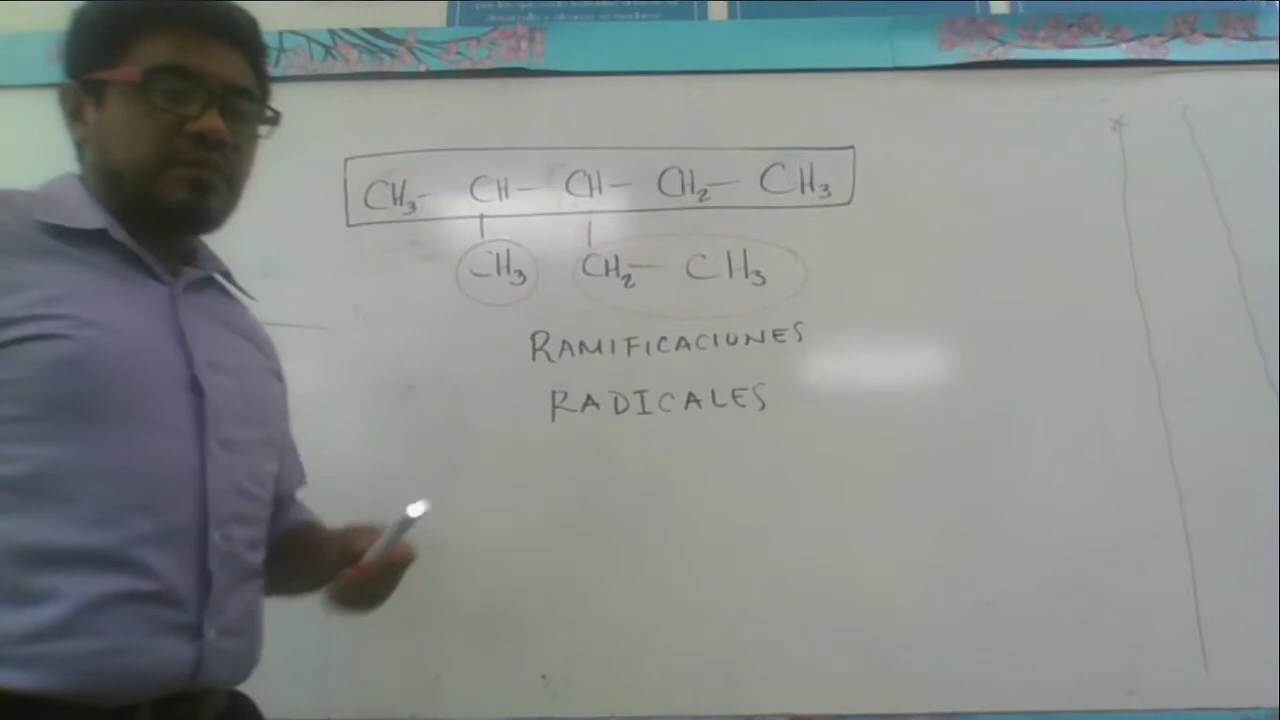 CH₃- CH- CH- CH₂- CH₃
CH₃ CH₂- CH₃
RAMIFICACIONES
RADICALES